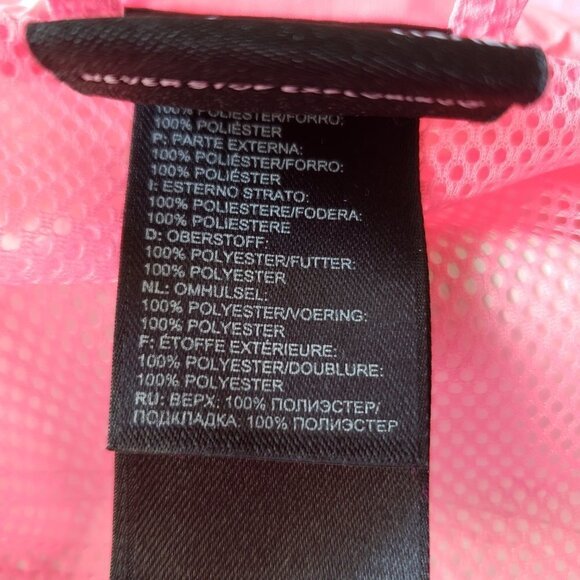 NEVER STOP EXPLORING
100% POLIÉSTER/FORRO:
100% POLIÉSTER
P: PARTE EXTERNA:
100% POLIÉSTER/FORRO:
100% POLIÉSTER
I: ESTERNO STRATO:
100% POLIESTERE/FODERA:
100% POLIESTERE
D: OBERSTOFF:
100% POLYESTER/FUTTER:
100% POLYESTER
NL: OMHULSEL:
100% POLYESTER/VOERING:
100% POLYESTER
F: ÉTOFFE EXTÉRIEURE:
100% POLYESTER/DOUBLURE:
100% POLYESTER
RU: ВЕРХ: 100% ПОЛИЭСТЕР/
ПОДКЛАДКА: 100% ПОЛИЭСТЕР